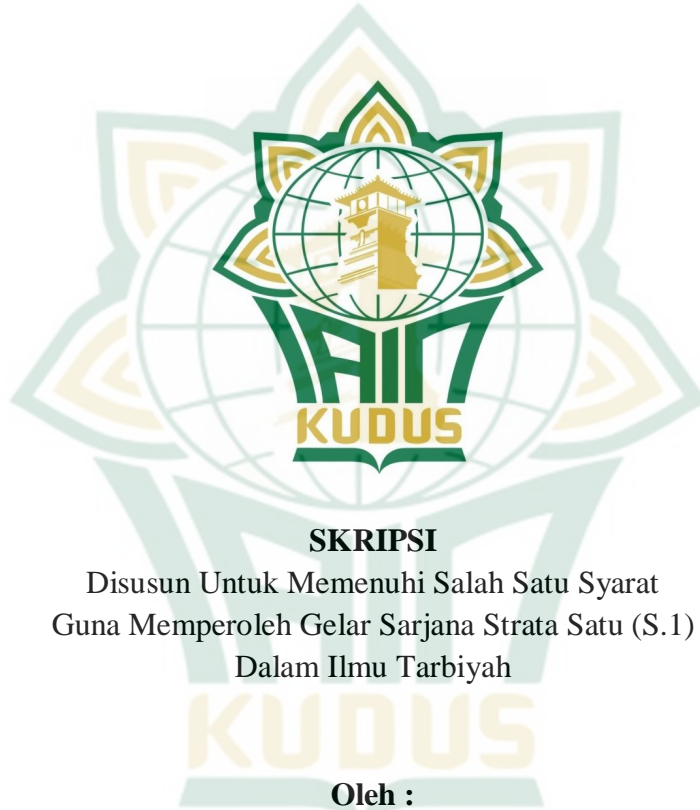 IAIN
KUDUS
SKRIPSI
Disusun Untuk Memenuhi Salah Satu Syarat
Guna Memperoleh Gelar Sarjana Strata Satu (S.1)
Dalam Ilmu Tarbiyah
KUDUS
Oleh :